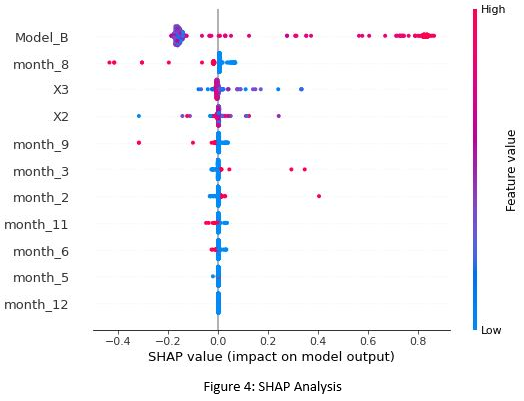 High
Model_B
month_8
X3
X2
month_9
month_3
month_2
month_11
month_6
month_5
month_12
Feature value
Low
−0.4 −0.2 0.0 0.2 0.4 0.6 0.8
SHAP value (impact on model output)
Figure 4: SHAP Analysis